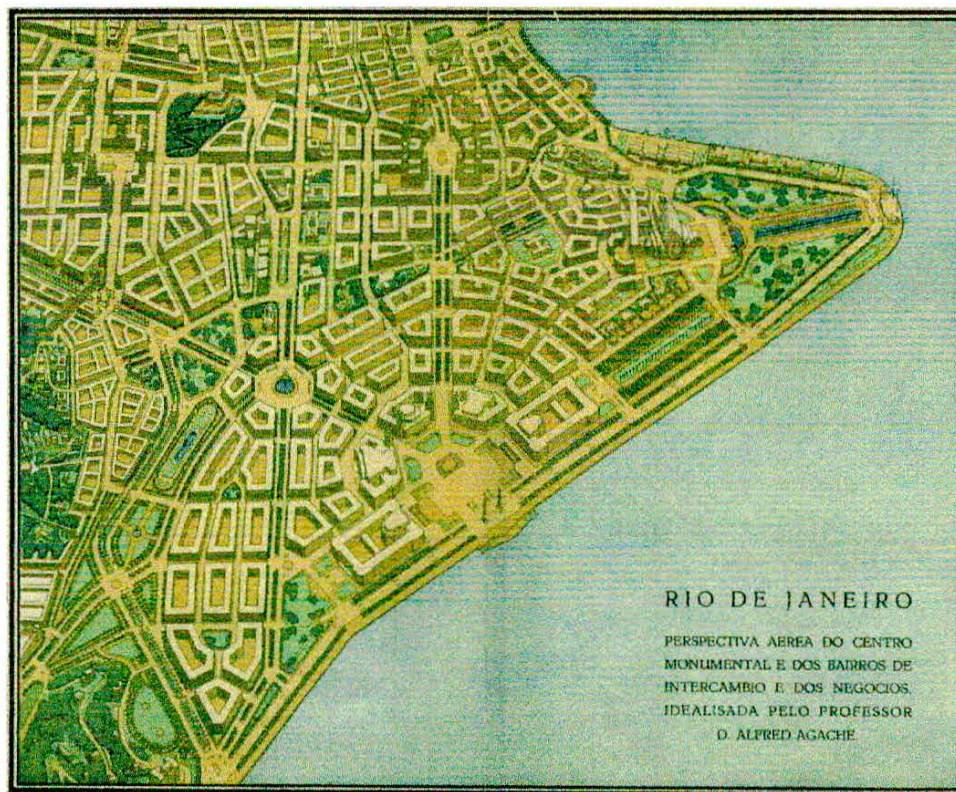 RIO DE JANEIRO
PERSPECTIVA AEREA DO CENTRO
MONUMENTAL E DOS BAIRROS DE
INTERCAMBIO E DOS NEGOCIOS,
IDEALISADA PELO PROFESSOR
D. ALFRED AGACHE